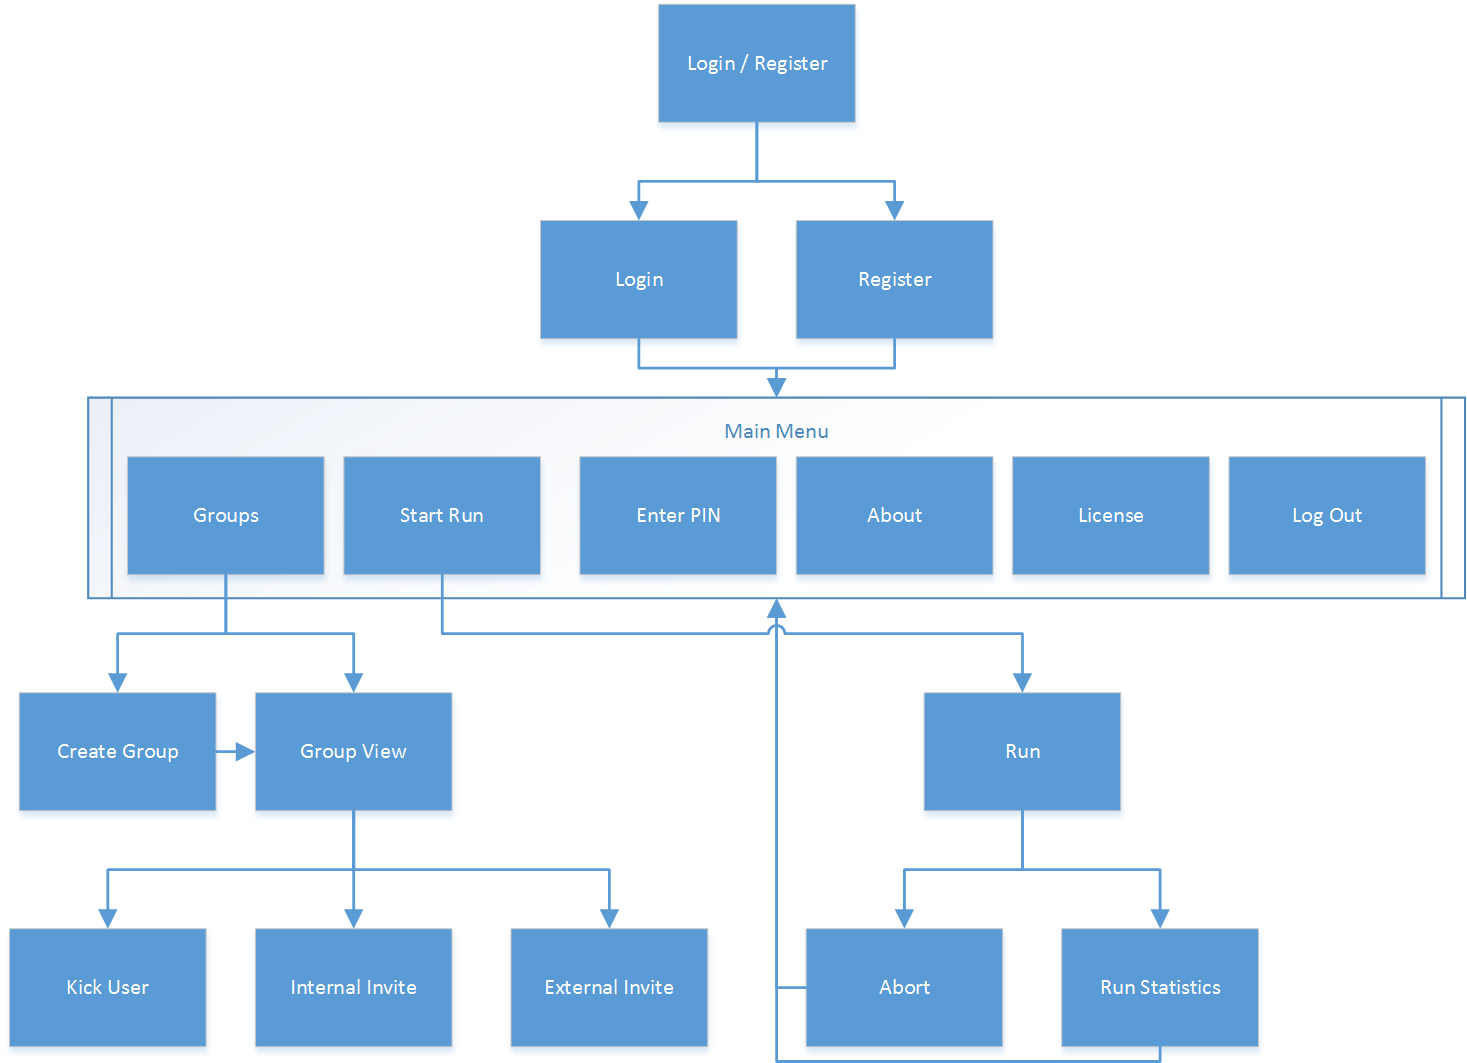 Login / Register
Login
Register
Main Menu
Groups
Start Run
Enter PIN
About
License
Log Out
Create Group
Group View
Run
Kick User
Internal Invite
External Invite
Abort
Run Statistics